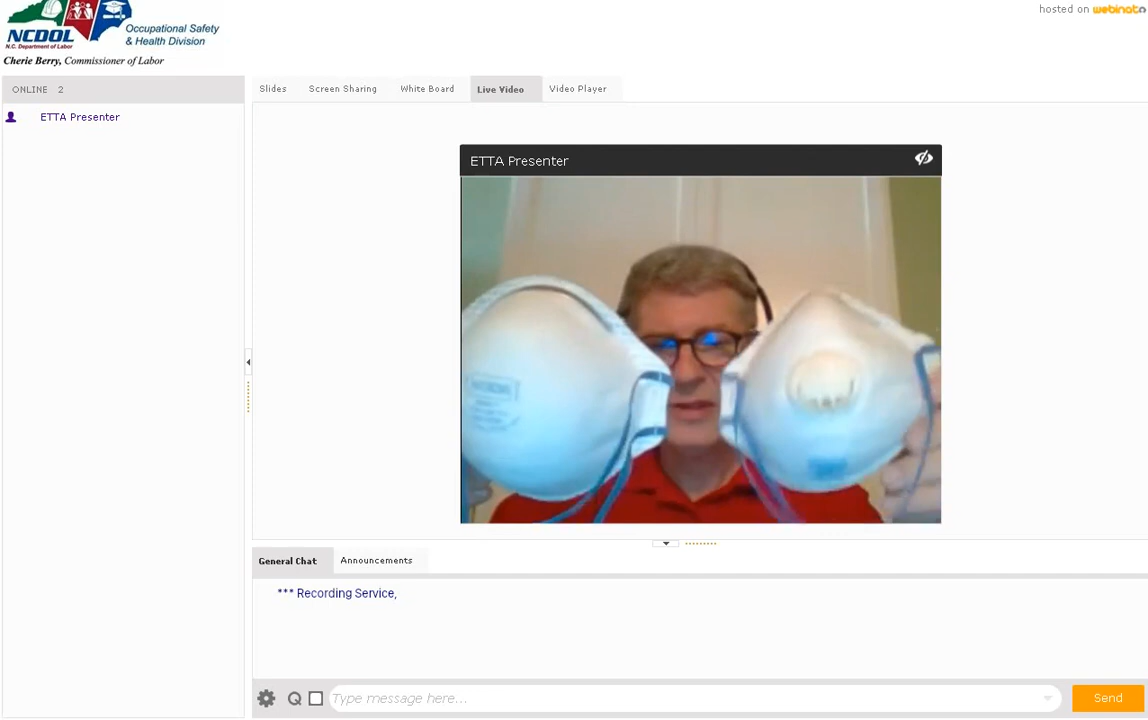 NCDOL
N.C. Department of Labor
Occupational Safety
& Health Division
Cherie Berry, Commissioner of Labor
hosted on webinato
ONLINE 2
ETTA Presenter
Slides Screen Sharing White Board Live Video Video Player
ETTA Presenter
General Chat Announcements
*** Recording Service,
Q Type message here...
Send